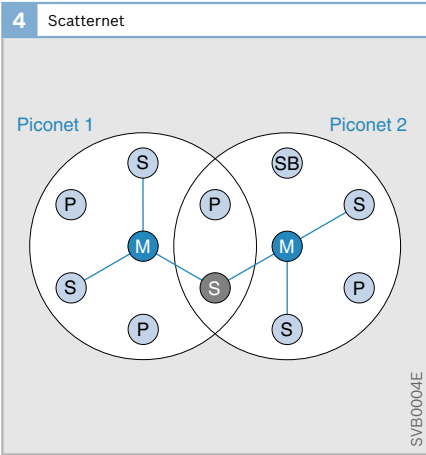 4 Scatternet
Piconet 1 Piconet 2
S SB
P P S
M M
S S P
P S
SVB0004E